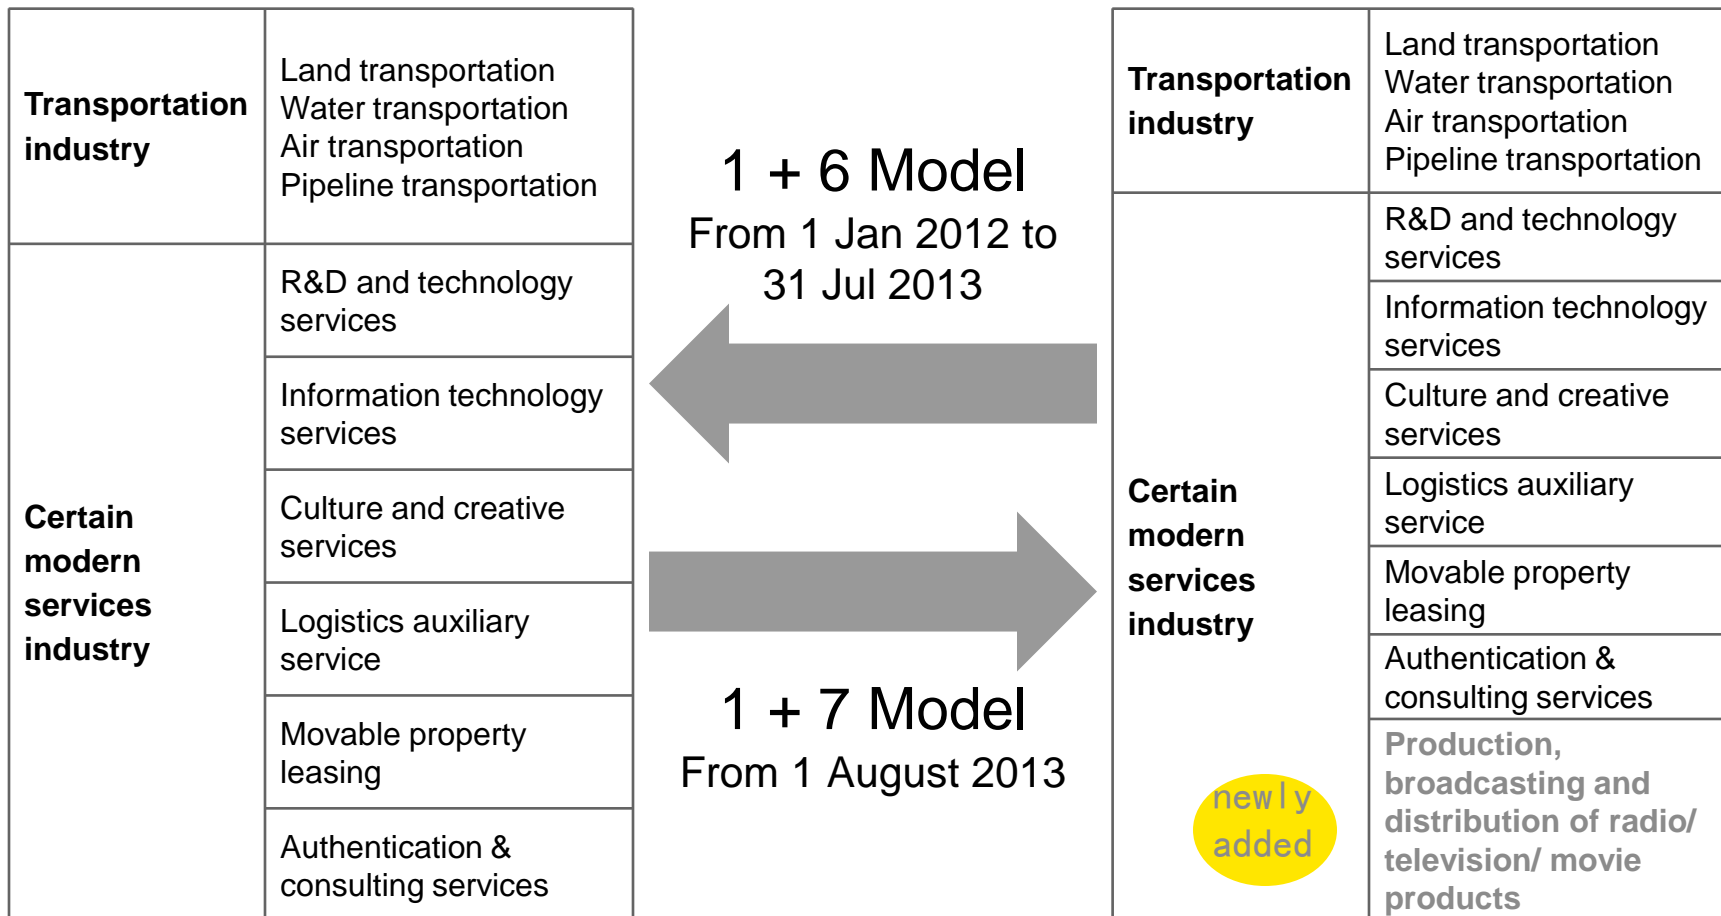 Transportation
industry
Land transportation
Water transportation
Air transportation
Pipeline transportation
Certain
modern
services
industry
R&D and technology
services
Information technology
services
Culture and creative
services
Logistics auxiliary
service
Movable property
leasing
Authentication &
consulting services
1 + 6 Model
From 1 Jan 2012 to
31 Jul 2013
1 + 7 Model
From 1 August 2013
Transportation
industry
Land transportation
Water transportation
Air transportation
Pipeline transportation
Certain
modern
services
industry
newly
added
R&D and technology
services
Information technology
services
Culture and creative
services
Logistics auxiliary
service
Movable property
leasing
Authentication &
consulting services
Production,
broadcasting and
distribution of radio/
television/ movie
products